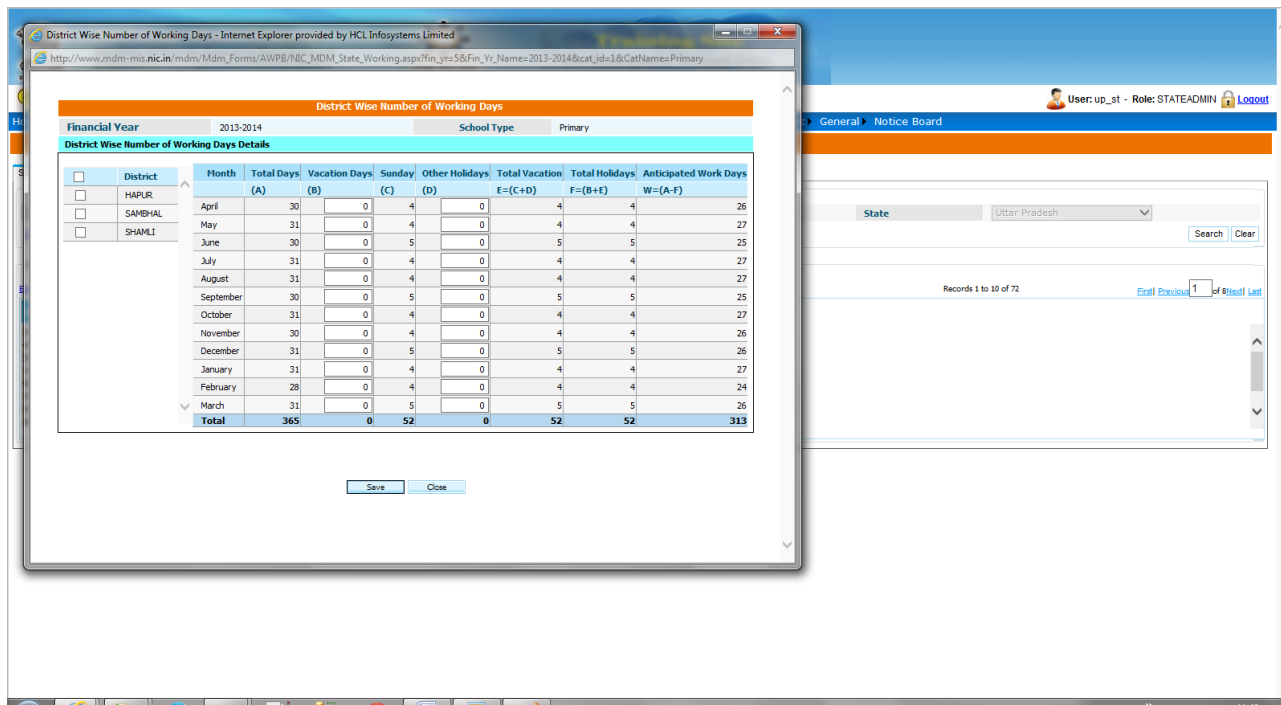 District Wise Number of Working Days - Internet Explorer provided by HCL Infosystems Limited
http://www.mdm-mis.nic.in/mdm/Mdm_Forms/AWPB/NIC_MDM_State_Working.aspx?fin_yr=5&Fin_Yr_Name=2013-2014&cat_id=1&CatName=Primary
User: up_st - Role: STATEADMIN Logout
General Notice Board
District Wise Number of Working Days
Financial Year 2013-2014 School Type Primary
District Wise Number of Working Days Details
District
HAPUR
SAMBHAL
SHAMLI
Month Total Days Vacation Days Sunday Other Holidays Total Vacation Total Holidays Anticipated Work Days
(A) (B) (C) (D) E=(C+D) F=(B+E) W=(A-F)
April 30 0 4 0 4 4 26
May 31 0 4 0 4 4 27
June 30 0 5 0 5 5 25
July 31 0 4 0 4 4 27
August 31 0 4 0 4 4 27
September 30 0 5 0 5 5 25
October 31 0 4 0 4 4 27
November 30 0 4 0 4 4 26
December 31 0 5 0 5 5 26
January 31 0 4 0 4 4 27
February 28 0 4 0 4 4 24
March 31 0 5 0 5 5 26
Total 365 0 52 0 52 52 313
Save Close
State Uttar Pradesh
Search Clear
Records 1 to 10 of 72
First| Previous 1 of 8 Next| Last